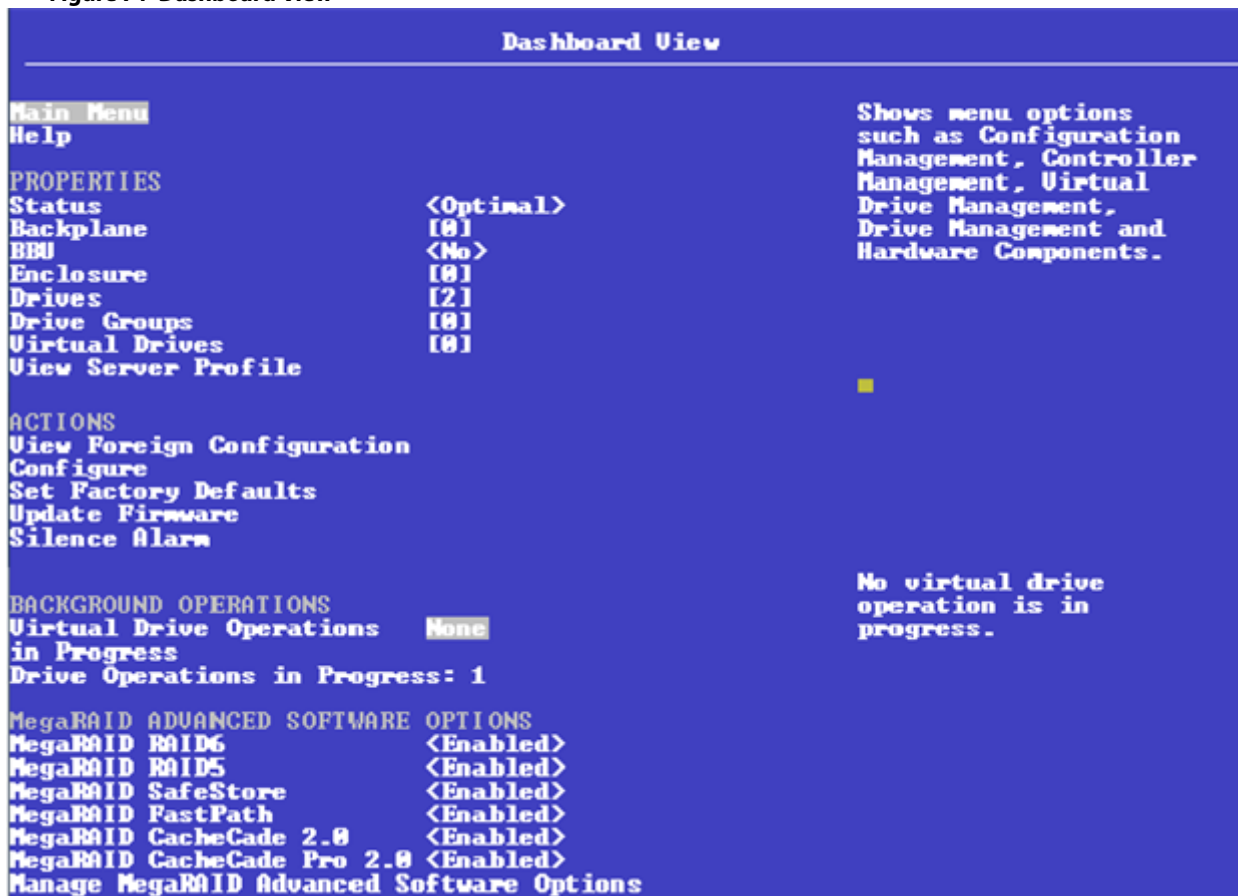 Dashboard View
Main Menu
Help
PROPERTIES
Status <Optimal>
Backplane [0]
BBU <No>
Enclosure [0]
Drives [2]
Drive Groups [0]
Virtual Drives [0]
View Server Profile
ACTIONS
View Foreign Configuration
Configure
Set Factory Defaults
Update Firmware
Silence Alarm
BACKGROUND OPERATIONS
Virtual Drive Operations None
in Progress
Drive Operations in Progress: 1
MegaRAID ADVANCED SOFTWARE OPTIONS
MegaRAID RAID6 <Enabled>
MegaRAID RAID5 <Enabled>
MegaRAID SafeStore <Enabled>
MegaRAID FastPath <Enabled>
MegaRAID CacheCade 2.0 <Enabled>
MegaRAID CacheCade Pro 2.0 <Enabled>
Manage MegaRAID Advanced Software Options
Shows menu options
such as Configuration
Management, Controller
Management, Virtual
Drive Management,
Drive Management and
Hardware Components.
No virtual drive
operation is in
progress.